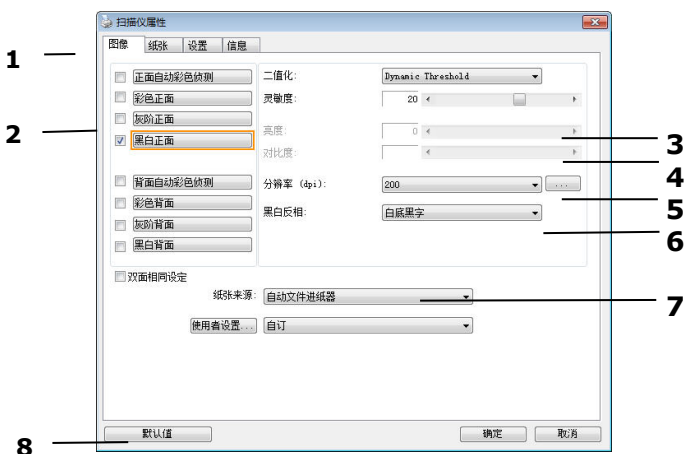 扫描仪属性
图像 纸张 设置 信息
1
正面自动彩色侦测 二值化: Dynamic Threshold
彩色正面 灵敏度: 20
灰阶正面
2
黑白正面 亮度: 0
3
对比度:
4
背面自动彩色侦测 分辨率 (dpi): 200 ...
5
彩色背面 黑白反相: 白底黑字
6
灰阶背面
黑白背面
双面相同设定
纸张来源: 自动文件进纸器
7
使用者设置... 自订
默认值 确定 取消
8